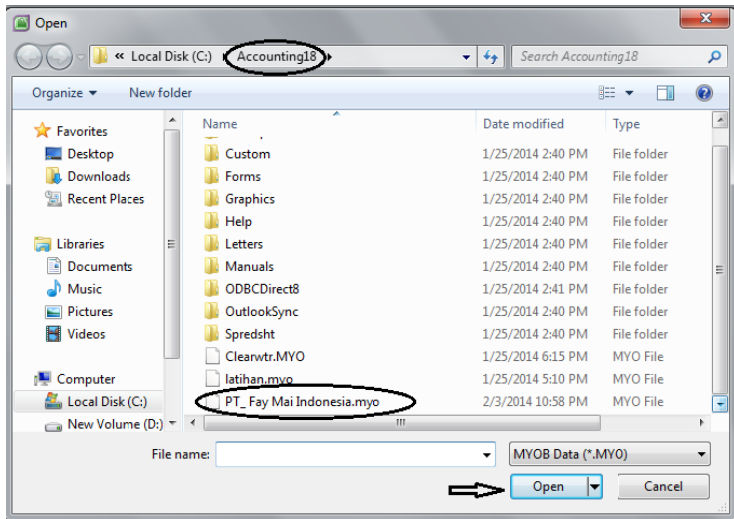 Open
« Local Disk (C:) Accounting18
Search Accounting18
Organize New folder
Name Date modified Type
Favorites
Desktop
Downloads
Recent Places
Libraries
Documents
Music
Pictures
Videos
Computer
Local Disk (C:)
New Volume (D:)
Custom 1/25/2014 2:40 PM File folder
Forms 1/25/2014 2:40 PM File folder
Graphics 1/25/2014 2:40 PM File folder
Help 1/25/2014 2:40 PM File folder
Letters 1/25/2014 2:40 PM File folder
Manuals 1/25/2014 2:40 PM File folder
ODBCDirect8 1/25/2014 2:41 PM File folder
OutlookSync 1/25/2014 2:40 PM File folder
Spredsht 1/25/2014 2:40 PM File folder
Clearwtr.MYO 1/25/2014 6:15 PM MYO File
latihan.myo 1/25/2014 5:10 PM MYO File
PT_ Fay Mai Indonesia.myo 2/3/2014 10:58 PM MYO File
File name:
MYOB Data (*.MYO)
Open Cancel